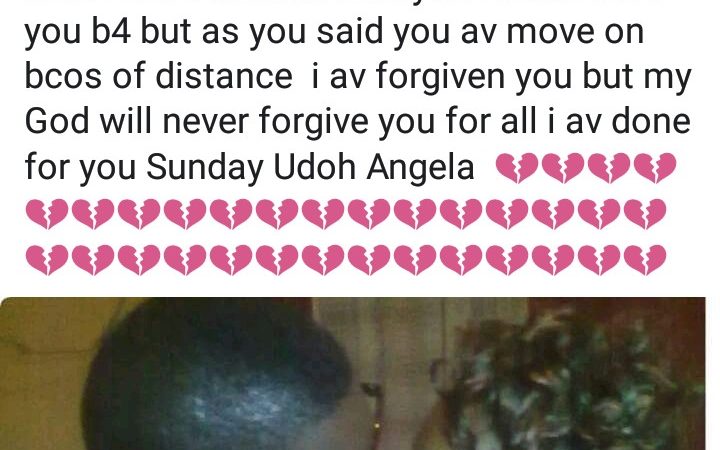 you b4 but as you said you av move on
bcos of distance i av forgiven you but my
God will never forgive you for all i av done
for you Sunday Udoh Angela 💔💔💔💔
💔💔💔💔💔💔💔💔💔💔💔💔💔💔
💔💔💔💔💔💔💔💔💔💔💔💔💔💔